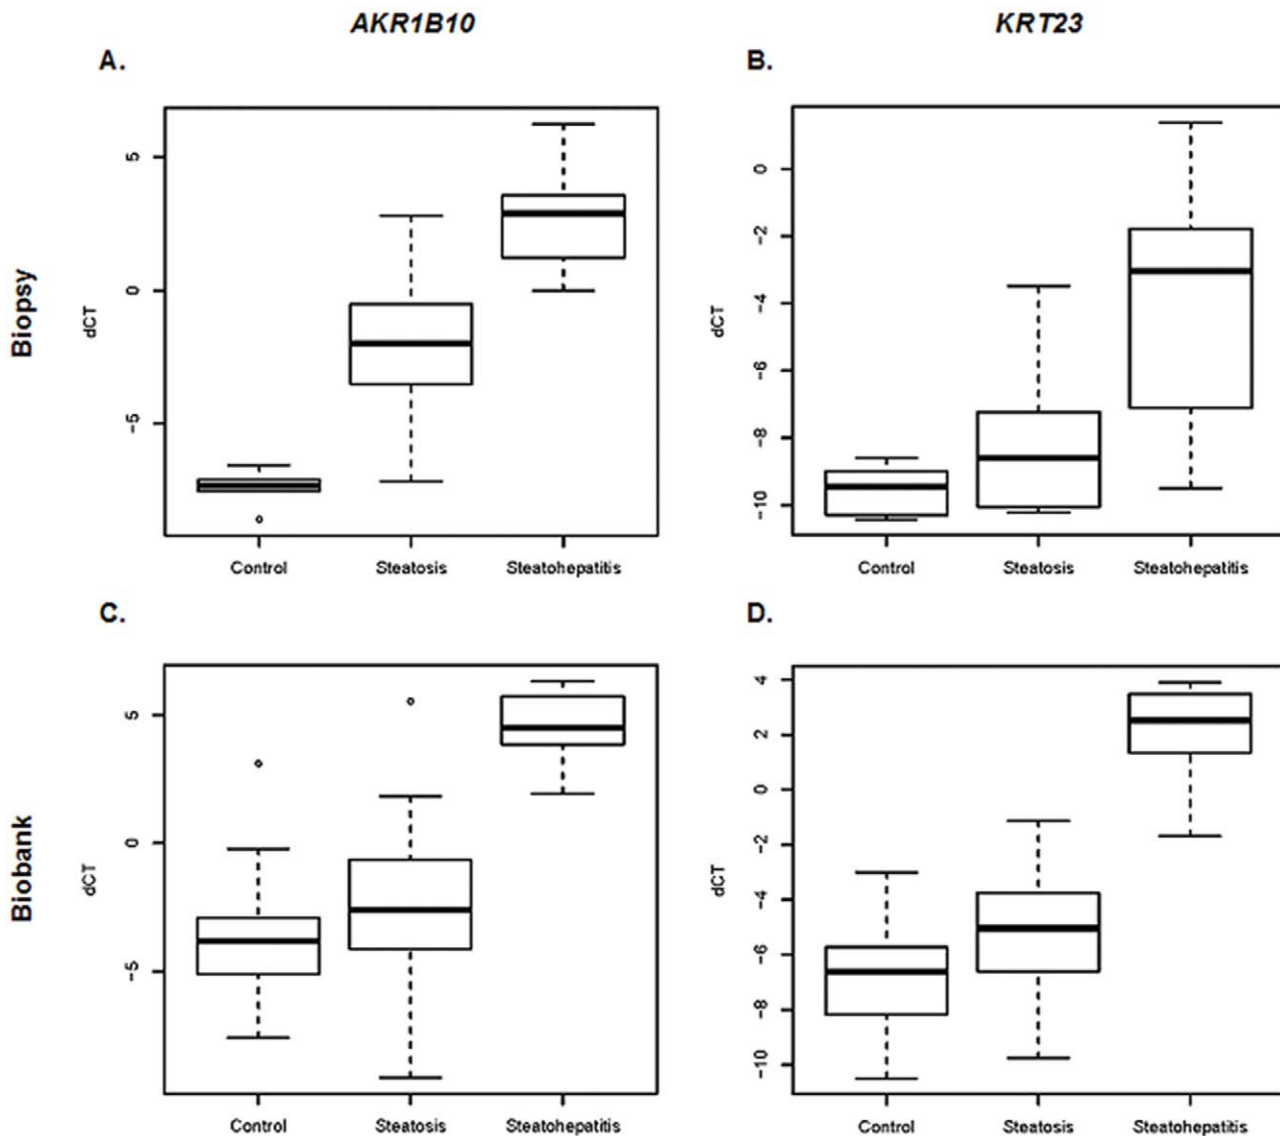 AKR1B10
KRT23
A.
B.
Biopsy
dCT
5
0
-5
Control Steatosis Steatohepatitis
dCT
0
-2
-4
-6
-8
-10
Control Steatosis Steatohepatitis
C.
D.
Biobank
dCT
5
0
-5
Control Steatosis Steatohepatitis
dCT
4
2
0
-2
-4
-6
-8
-10
Control Steatosis Steatohepatitis